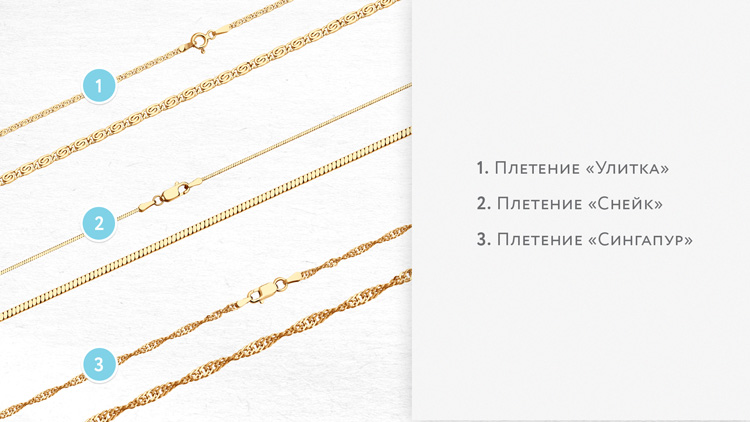 1
2
3
1. Плетение «Улитка»
2. Плетение «Снейк»
3. Плетение «Сингапур»